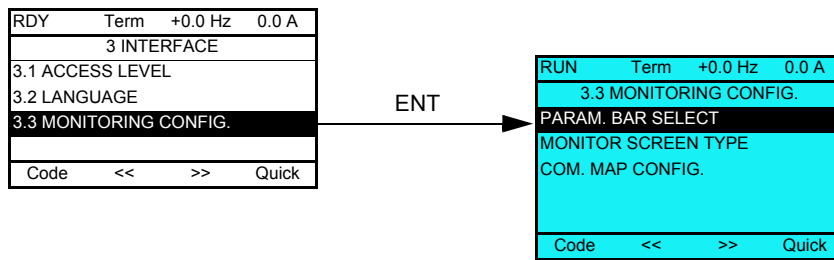 RDY Term +0.0 Hz 0.0 A
3 INTERFACE
3.1 ACCESS LEVEL
3.2 LANGUAGE
3.3 MONITORING CONFIG.
Code << >> Quick
ENT
RUN Term +0.0 Hz 0.0 A
3.3 MONITORING CONFIG.
PARAM. BAR SELECT
MONITOR SCREEN TYPE
COM. MAP CONFIG.
Code << >> Quick